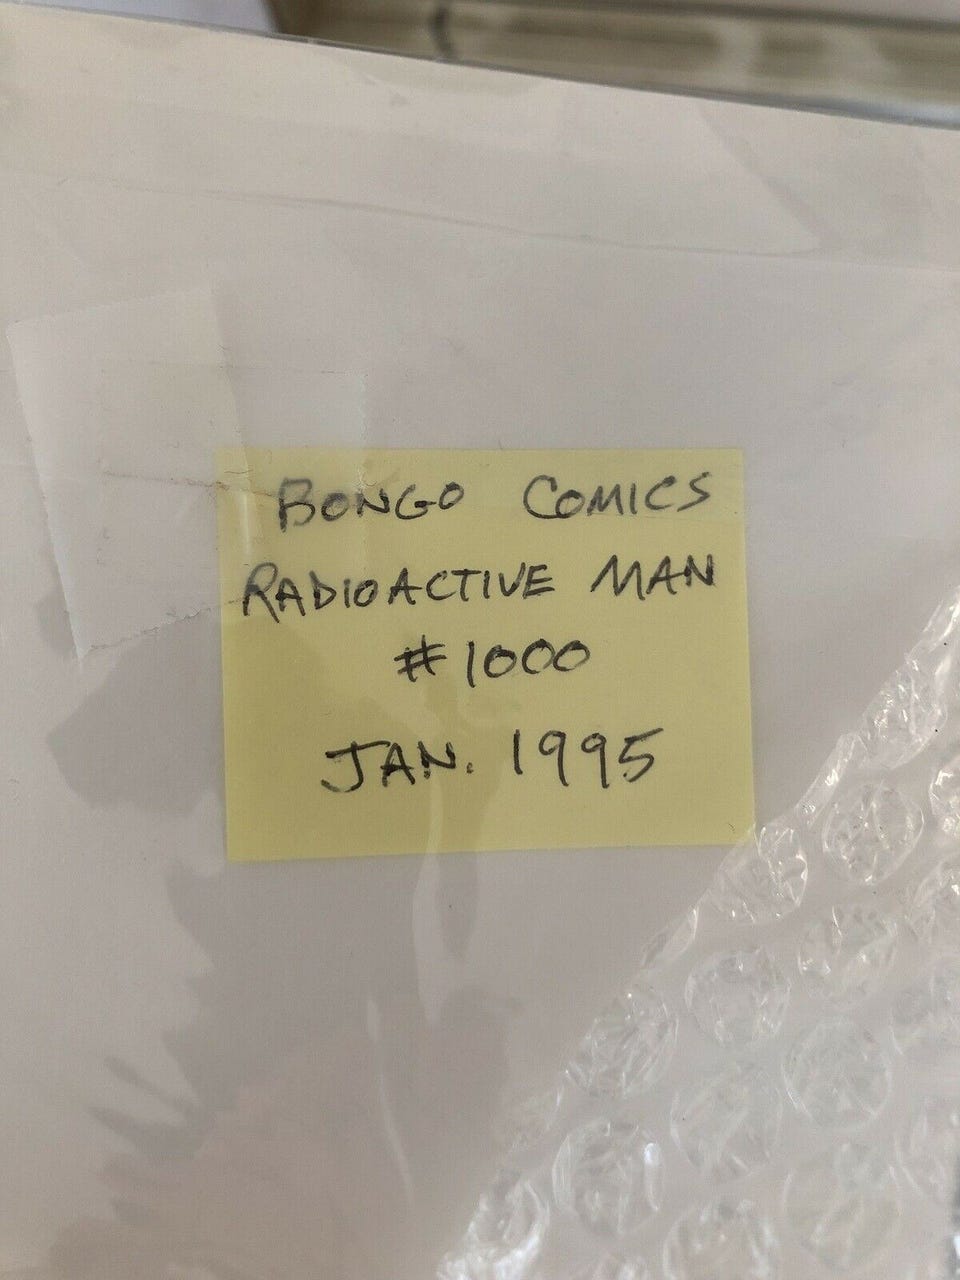 BONGO COMICS
RADIOACTIVE MAN
#1000
JAN. 1995